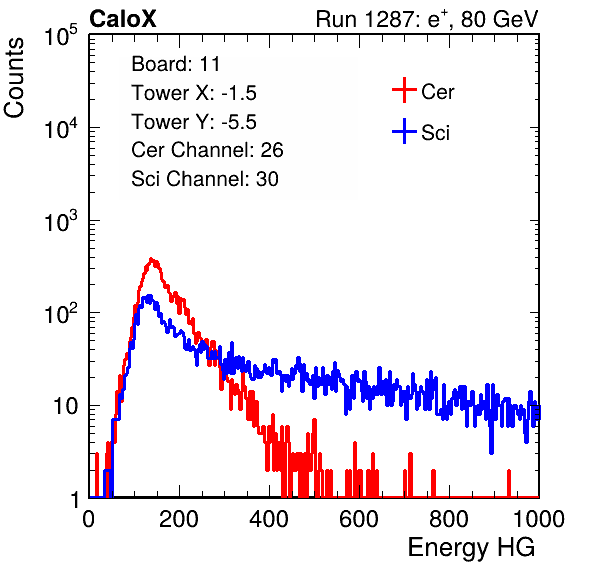 CaloX Run 1287: e+, 80 GeV
Counts
Board: 11
Tower X: -1.5
Tower Y: -5.5
Cer Channel: 26
Sci Channel: 30
Cer
Sci
10^5
10^4
10^3
10^2
10
1
0 200 400 600 800 1000
Energy HG